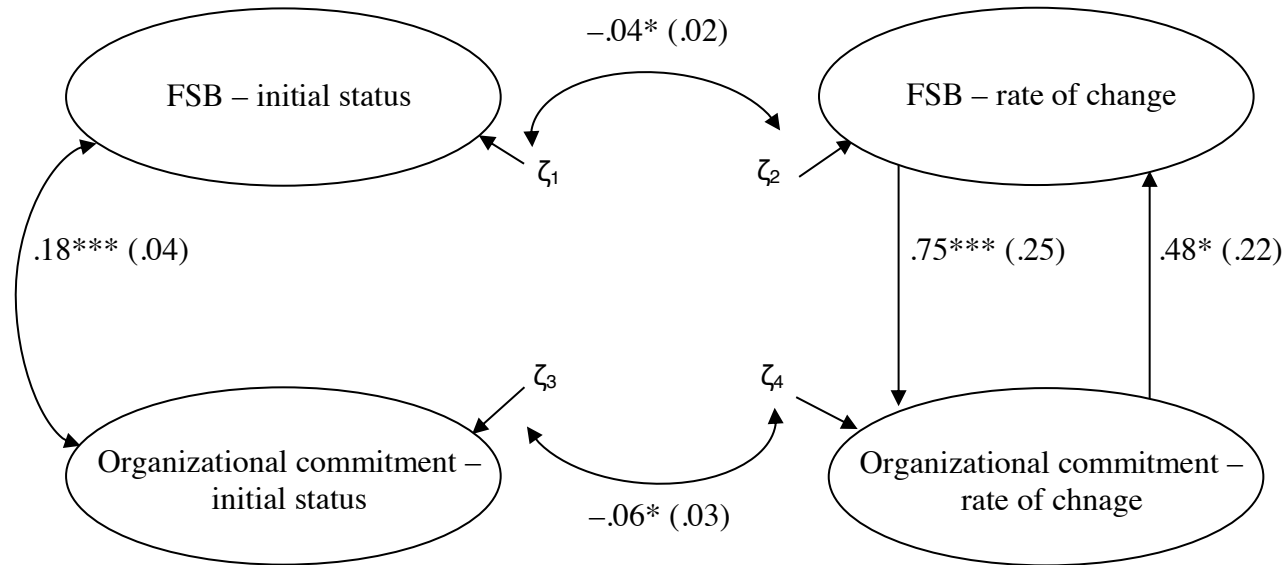 –.04* (.02)
FSB – initial status
FSB – rate of change
ζ1
ζ2
.18*** (.04)
.75*** (.25)
.48* (.22)
ζ3
ζ4
Organizational commitment –
initial status
Organizational commitment –
rate of chnage
–.06* (.03)